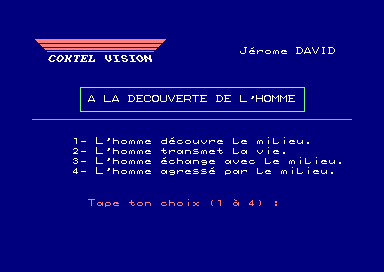 Jérome DAVID
COKTEL VISION
A LA DECOUVERTE DE L'HOMME
1- L'homme découvre le milieu.
2- L'homme transmet la vie.
3- L'homme échange avec le milieu.
4- L'homme agressé par le milieu.
Tape ton choix (1 à 4) :